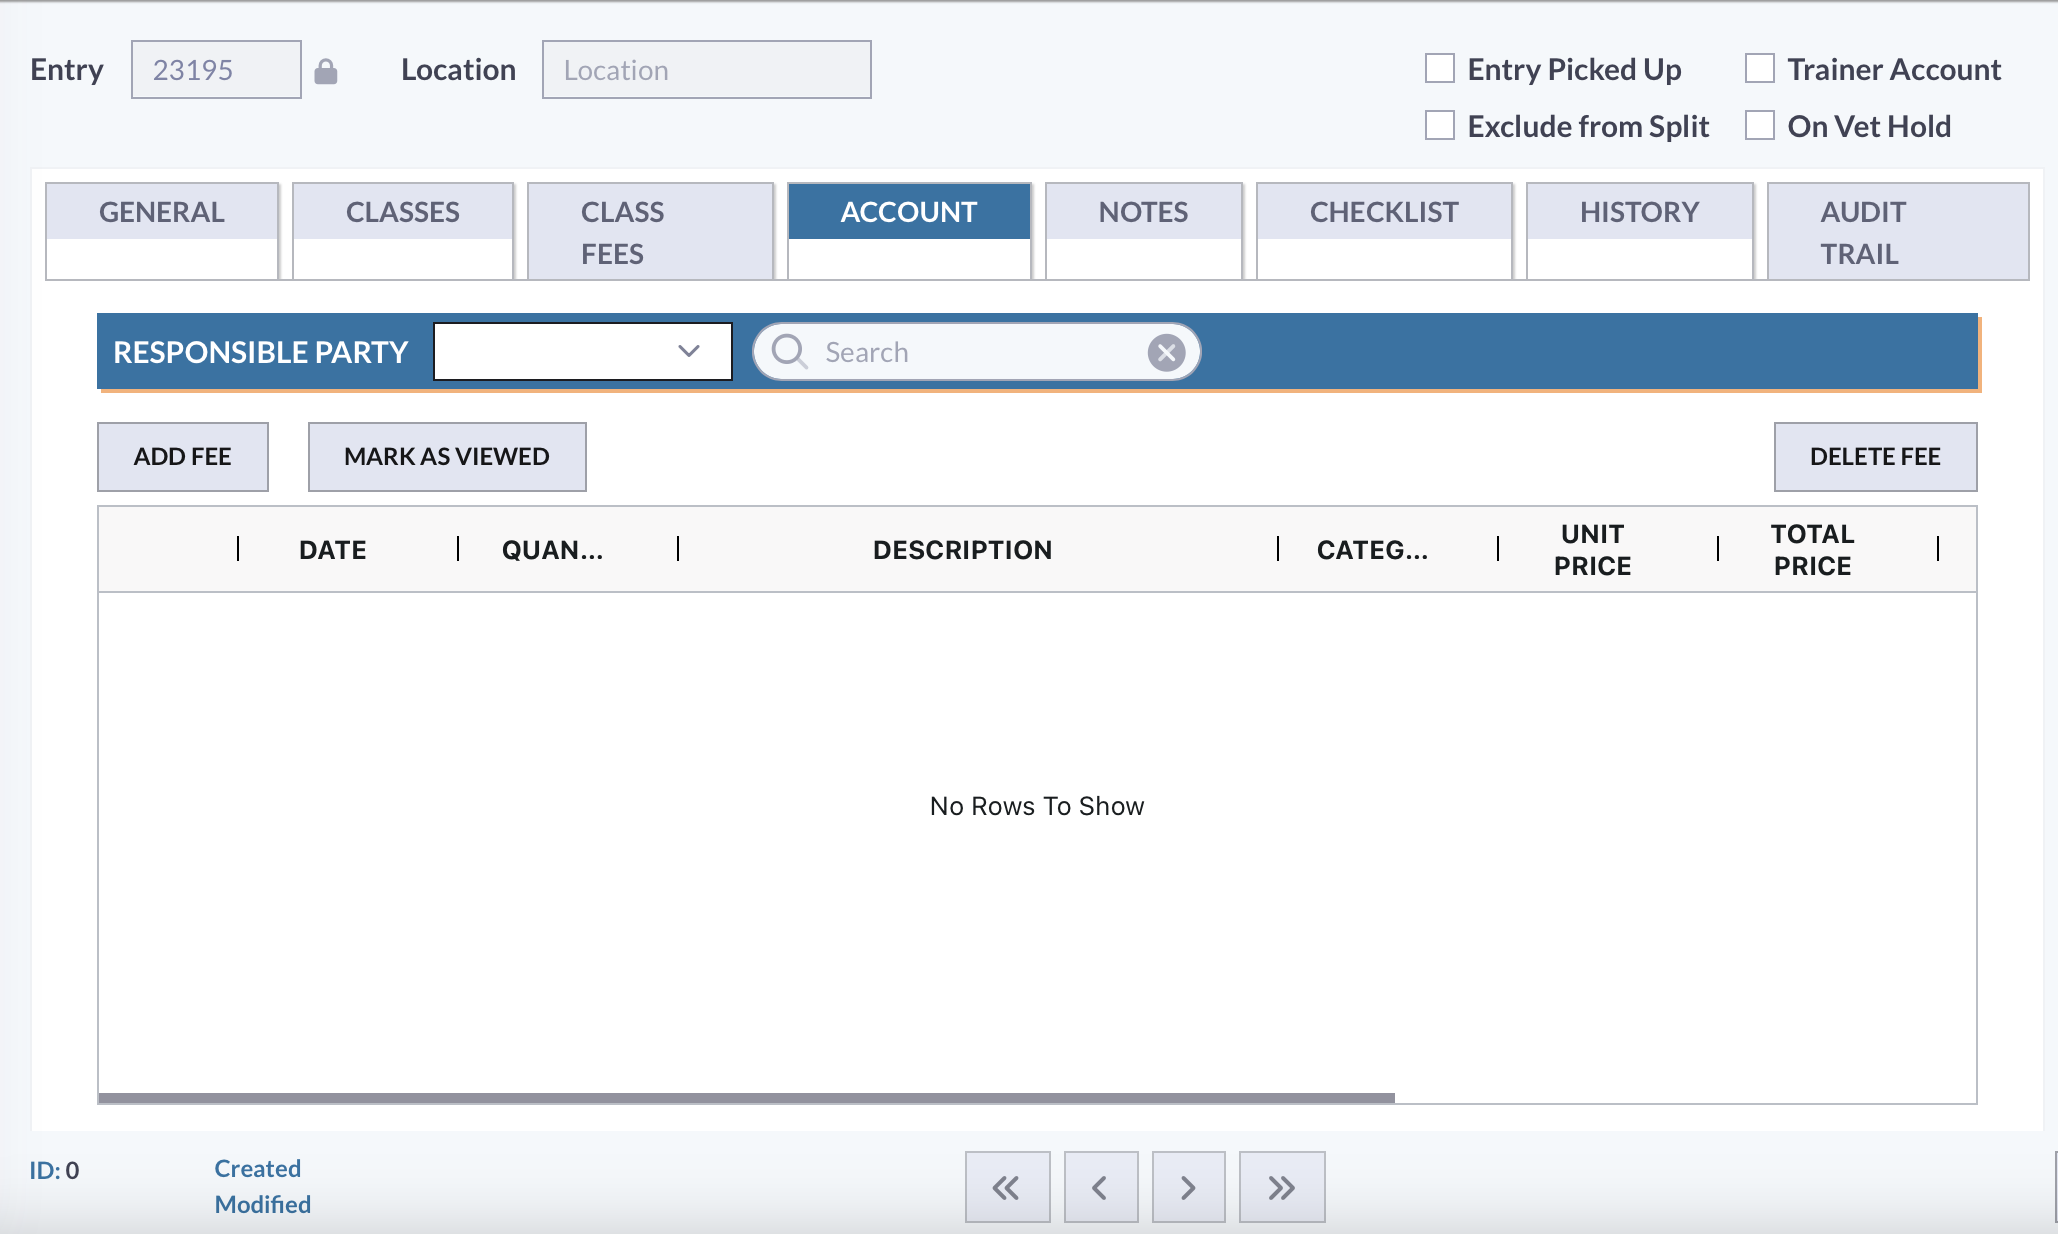 Entry 23195 Location Location Entry Picked Up Trainer Account
Exclude from Split On Vet Hold
GENERAL CLASSES CLASS FEES ACCOUNT NOTES CHECKLIST HISTORY AUDIT TRAIL
RESPONSIBLE PARTY Search
ADD FEE MARK AS VIEWED DELETE FEE
DATE QUAN... DESCRIPTION CATEG... UNIT PRICE TOTAL PRICE
No Rows To Show
ID: 0 Created
Modified